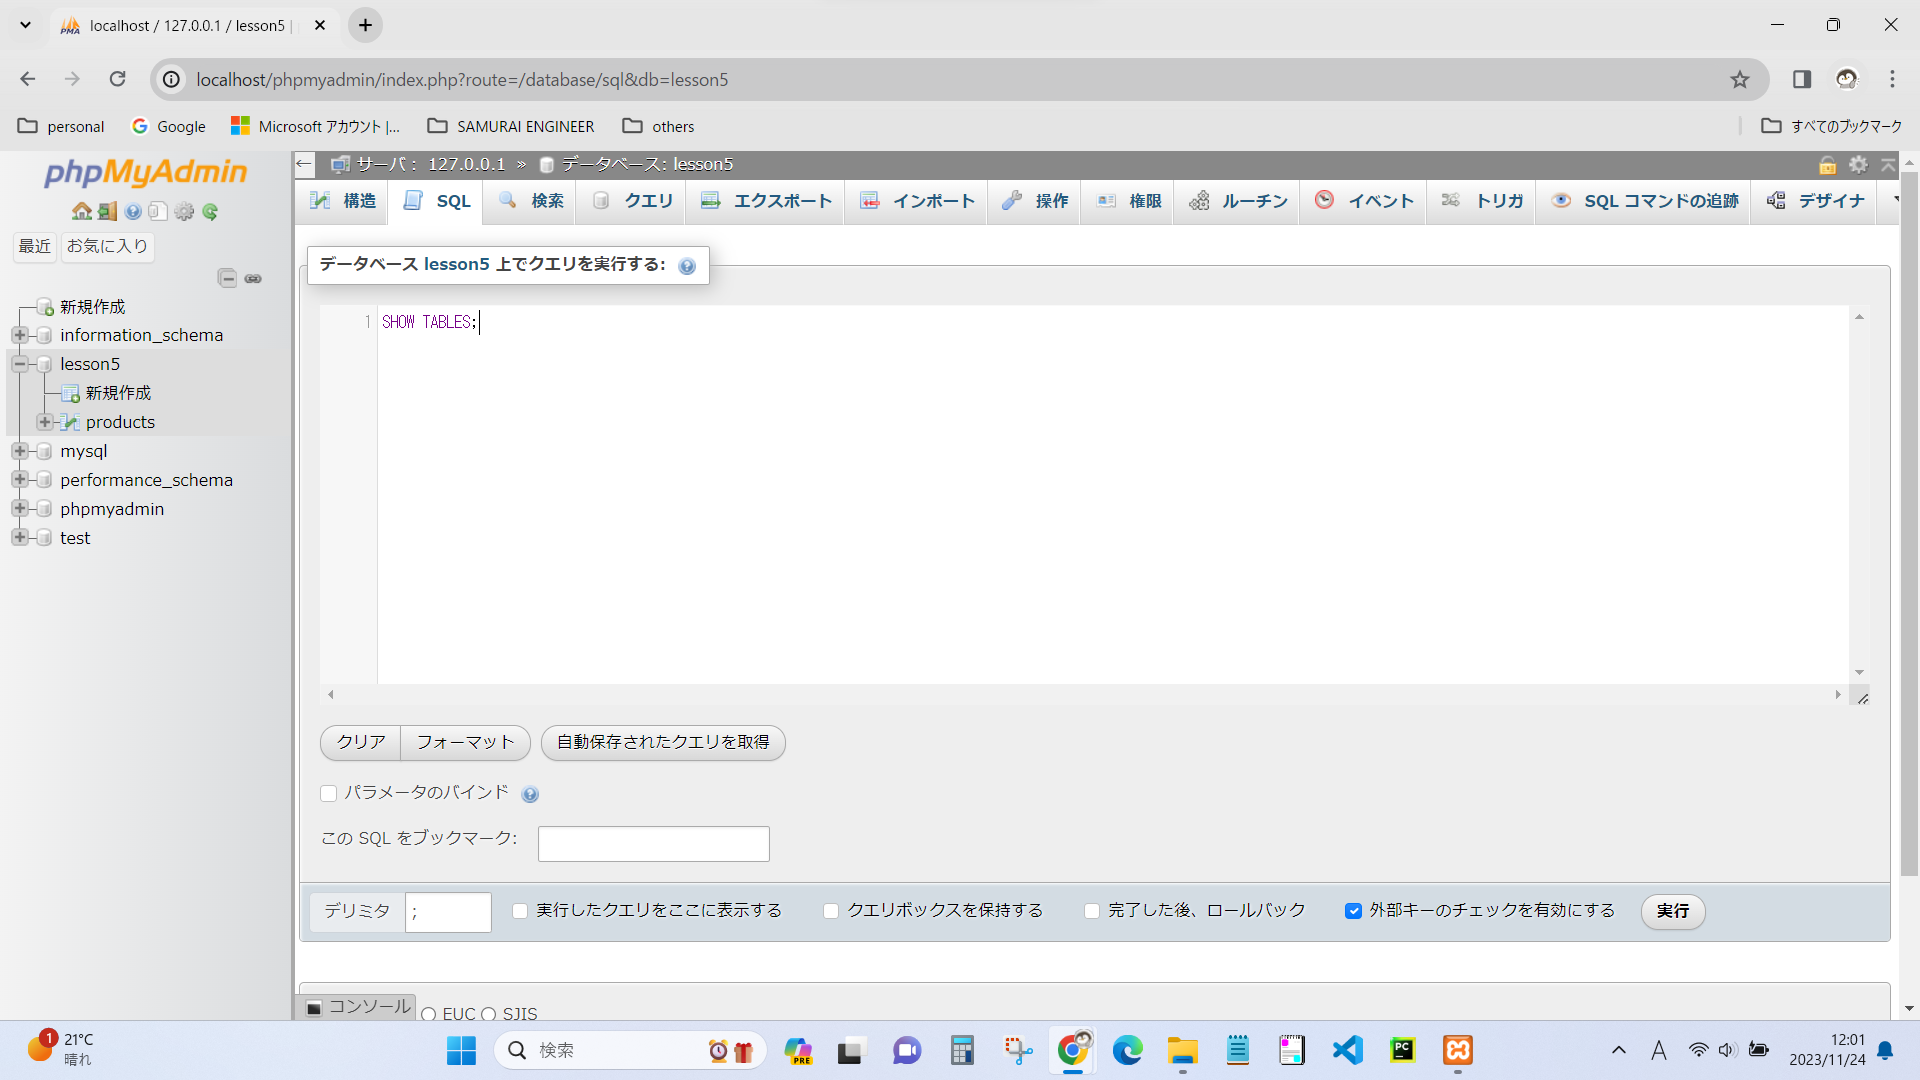 localhost / 127.0.0.1 / lesson5 |
localhost/phpmyadmin/index.php?route=/database/sql&db=lesson5
personal Google Microsoft アカウント |... SAMURAI ENGINEER others すべてのブックマーク
phpMyAdmin
最近 お気に入り
新規作成
information_schema
lesson5
新規作成
products
mysql
performance_schema
phpmyadmin
test
サーバ: 127.0.0.1 » データベース: lesson5
構造 SQL 検索 クエリ エクスポート インポート 操作 権限 ルーチン イベント トリガ SQL コマンドの追跡 デザイナ
データベース lesson5 上でクエリを実行する:
1 SHOW TABLES;
クリア フォーマット 自動保存されたクエリを取得
パラメータのバインド
この SQL をブックマーク:
デリミタ ; 実行したクエリをここに表示する クエリボックスを保持する 完了した後、ロールバック 外部キーのチェックを有効にする 実行
コンソール EUC SJIS
1 21°C
晴れ
検索
PRE
PC
A
12:01
2023/11/24